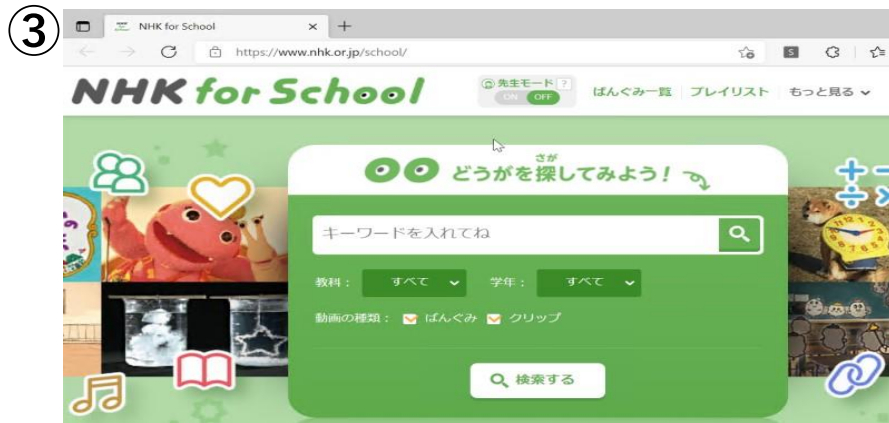 ③
NHK for School
https://www.nhk.or.jp/school/
NHK for School
先生モード ?
ON OFF
ばんぐみ一覧 プレイリスト もっと見る
さが
どうがを探してみよう!
キーワードを入れてね
教科: すべて 学年: すべて
動画の種類: ばんぐみ クリップ
検索する